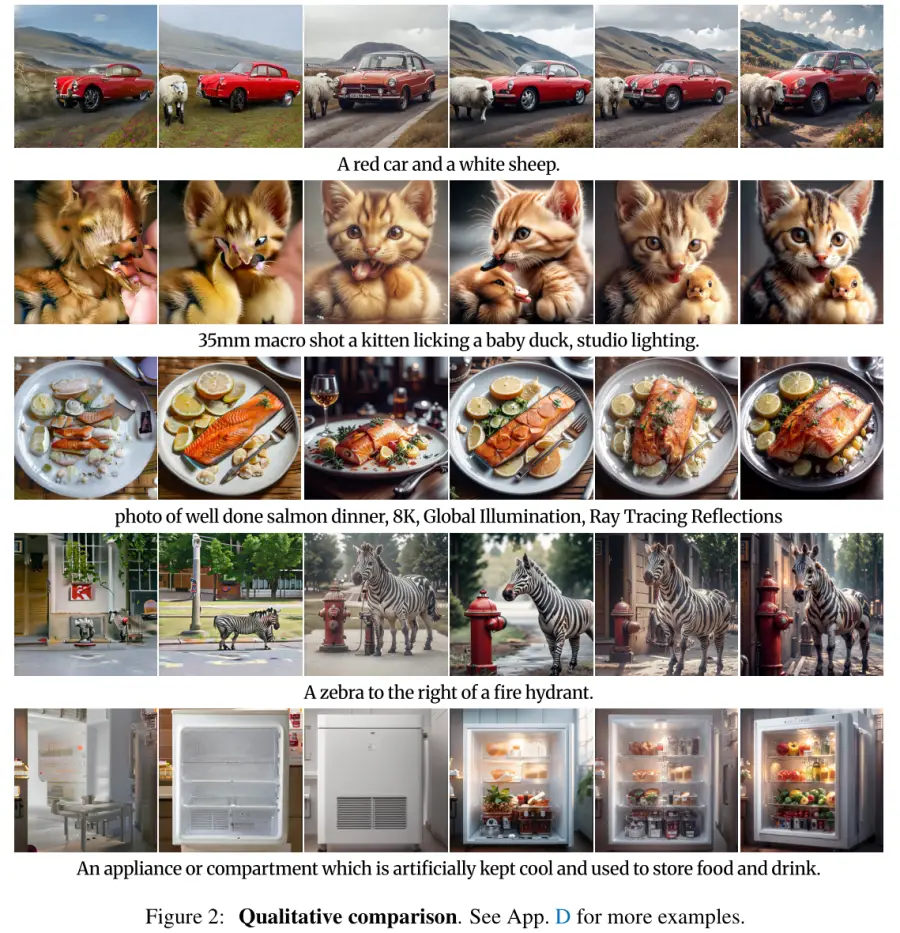 A red car and a white sheep.
35mm macro shot a kitten licking a baby duck, studio lighting.
photo of well done salmon dinner, 8K, Global Illumination, Ray Tracing Reflections
A zebra to the right of a fire hydrant.
An appliance or compartment which is artificially kept cool and used to store food and drink.
Figure 2: Qualitative comparison. See App. D for more examples.